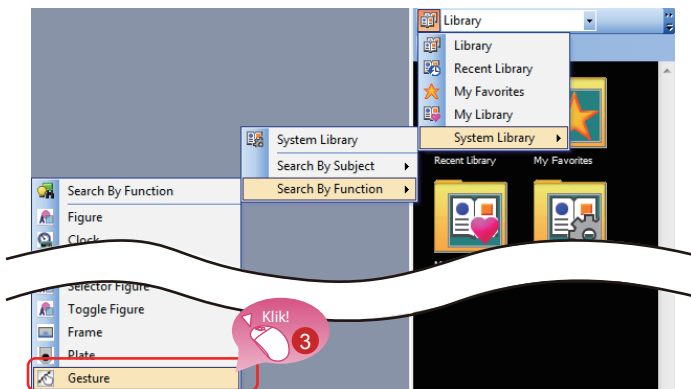 Library
Library
Recent Library
My Favorites
My Library
System Library
Recent Library
My Favorites
System Library
Search By Subject
Search By Function
Search By Function
Figure
Clock
Selector Figure
Toggle Figure
Frame
Plate
Gesture
Klik!
3